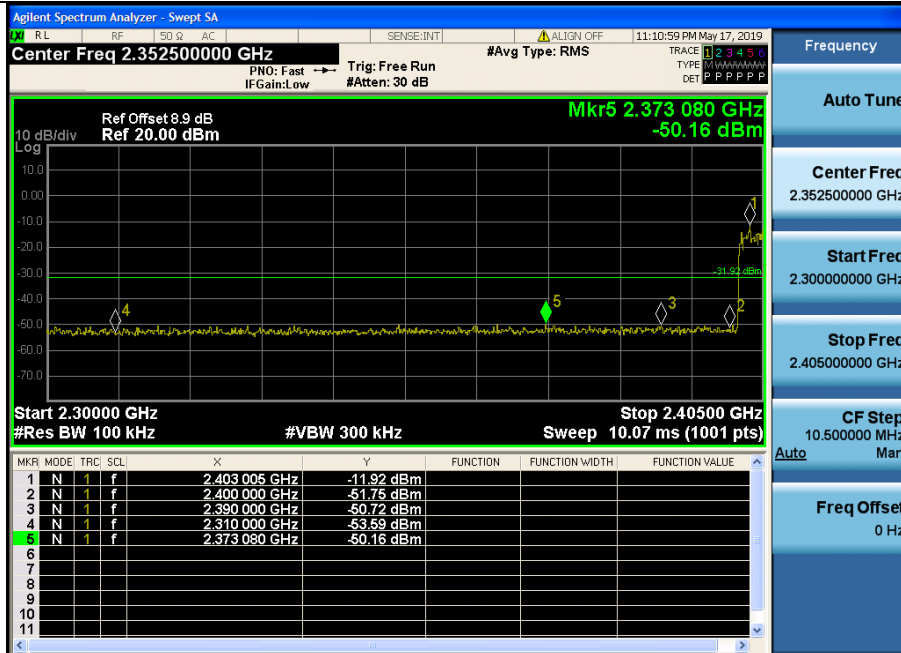 Agilent Spectrum Analyzer - Swept SA
LXI RL RF 50 Ω AC SENSE:INT ALIGN OFF 11:10:59 PM May 17, 2019
Center Freq 2.352500000 GHz #Avg Type: RMS TRACE 1 2 3 4 5 6
PNO: Fast Trig: Free Run TYPE MWWWWW
IFGain:Low #Atten: 30 dB DET P P P P P P
Mkr5 2.373 080 GHz
-50.16 dBm
Ref Offset 8.9 dB
10 dB/div Ref 20.00 dBm
Log
10.0
0.00
-10.0
-20.0
-30.0
-40.0
-50.0
-60.0
-70.0
1
-31.92 dBm
4
5
3
2
Start 2.30000 GHz Stop 2.40500 GHz
#Res BW 100 kHz #VBW 300 kHz Sweep 10.07 ms (1001 pts)
MKR MODE TRC SCL X Y FUNCTION FUNCTION WIDTH FUNCTION VALUE
1 N 1 f 2.403 005 GHz -11.92 dBm
2 N 1 f 2.400 000 GHz -51.75 dBm
3 N 1 f 2.390 000 GHz -50.72 dBm
4 N 1 f 2.310 000 GHz -53.59 dBm
5 N 1 f 2.373 080 GHz -50.16 dBm
6
7
8
9
10
11
Frequency
Auto Tune
Center Freq
2.352500000 GHz
Start Freq
2.300000000 GHz
Stop Freq
2.405000000 GHz
CF Step
10.500000 MHz
Auto Man
Freq Offset
0 Hz